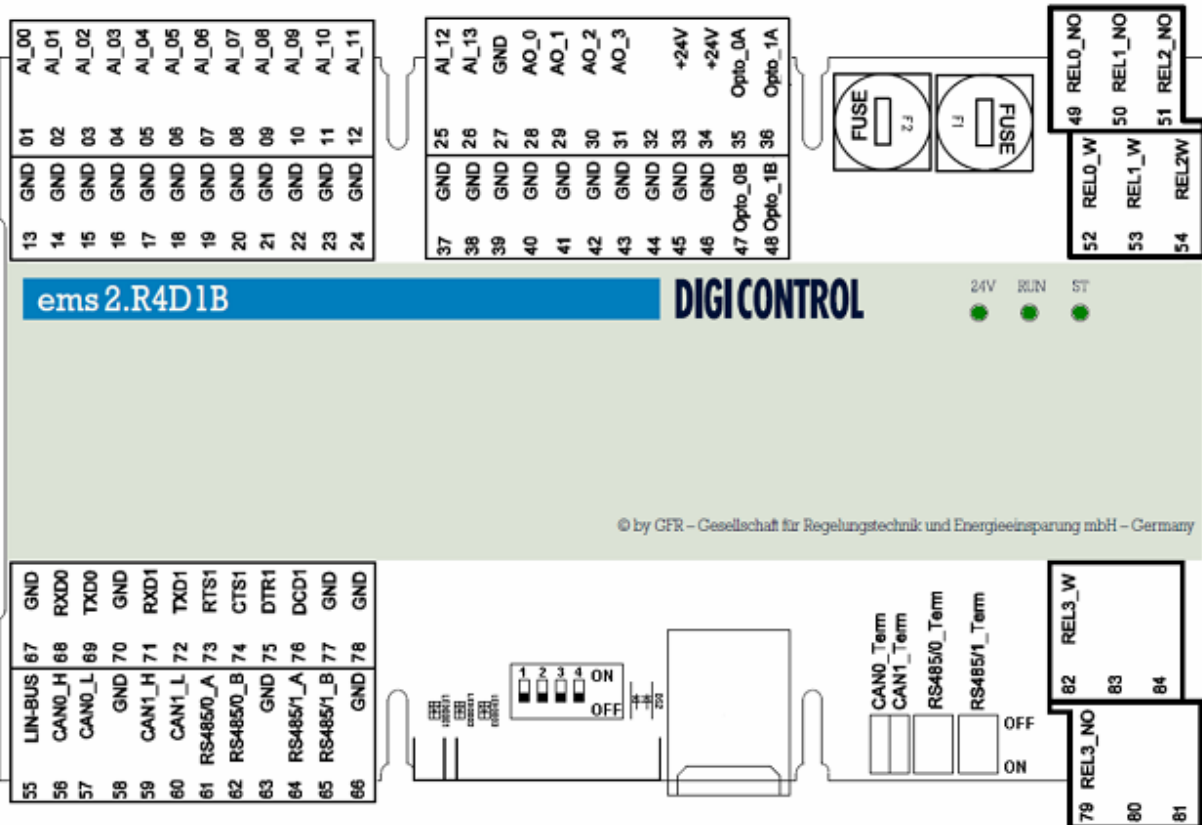 AI_00 AI_01 AI_02 AI_03 AI_04 AI_05 AI_06 AI_07 AI_08 AI_09 AI_10 AI_11
01 02 03 04 05 06 07 08 09 10 11 12
GND GND GND GND GND GND GND GND GND GND GND GND
13 14 15 16 17 18 19 20 21 22 23 24
AI_12 AI_13 GND AO_0 AO_1 AO_2 AO_3 +24V +24V Opto_0A Opto_1A
25 26 27 28 29 30 31 32 33 34 35 36
GND GND GND GND GND GND GND GND GND GND Opto_0B Opto_1B
37 38 39 40 41 42 43 44 45 46 47 48
FUSE F2
F1 FUSE
REL0_NO REL1_NO REL2_NO
49 50 51
REL0_W REL1_W REL2W
52 53 54
ems 2.R4D1B
DIGICONTROL
24V RUN ST
© by GFR – Gesellschaft für Regelungstechnik und Energieeinsparung mbH – Germany
GND RXD0 TXD0 GND RXD1 TXD1 RTS1 CTS1 DTR1 DCD1 GND GND
67 68 69 70 71 72 73 74 75 76 77 78
LIN-BUS CAN0_H CAN0_L GND CAN1_H CAN1_L RS485/0_A RS485/0_B GND RS485/1_A RS485/1_B GND
55 56 57 58 59 60 61 62 63 64 65 66
1 2 3 4 ON
OFF
CAN0_Term
CAN1_Term
RS485/0_Term
RS485/1_Term
OFF
ON
REL3_W
82 83 84
REL3_NO
79 80 81